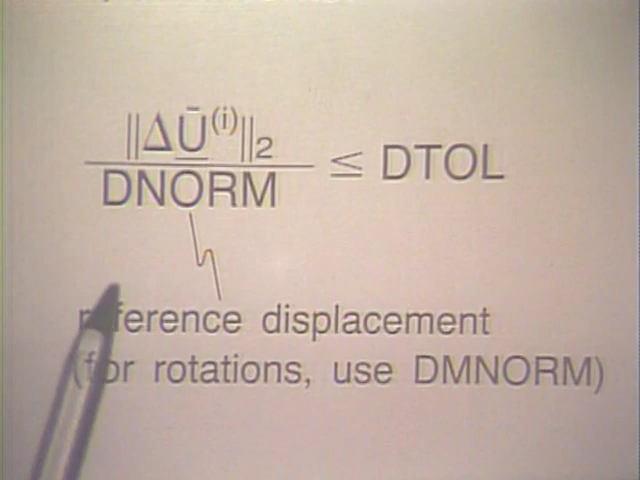 ||ΔŪ̲⁽ⁱ⁾||₂
DNORM ≤ DTOL
reference displacement
(for rotations, use DMNORM)